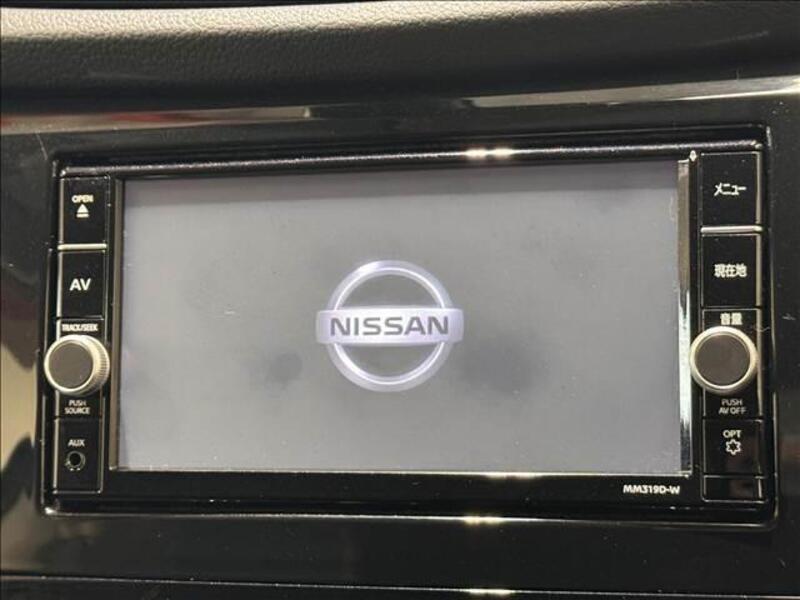 OPEN
AV
TRACK/SEEK
PUSH
SOURCE
AUX
NISSAN
メニュー
現在地
音量
PUSH
AV OFF
OPT
MM319D-W